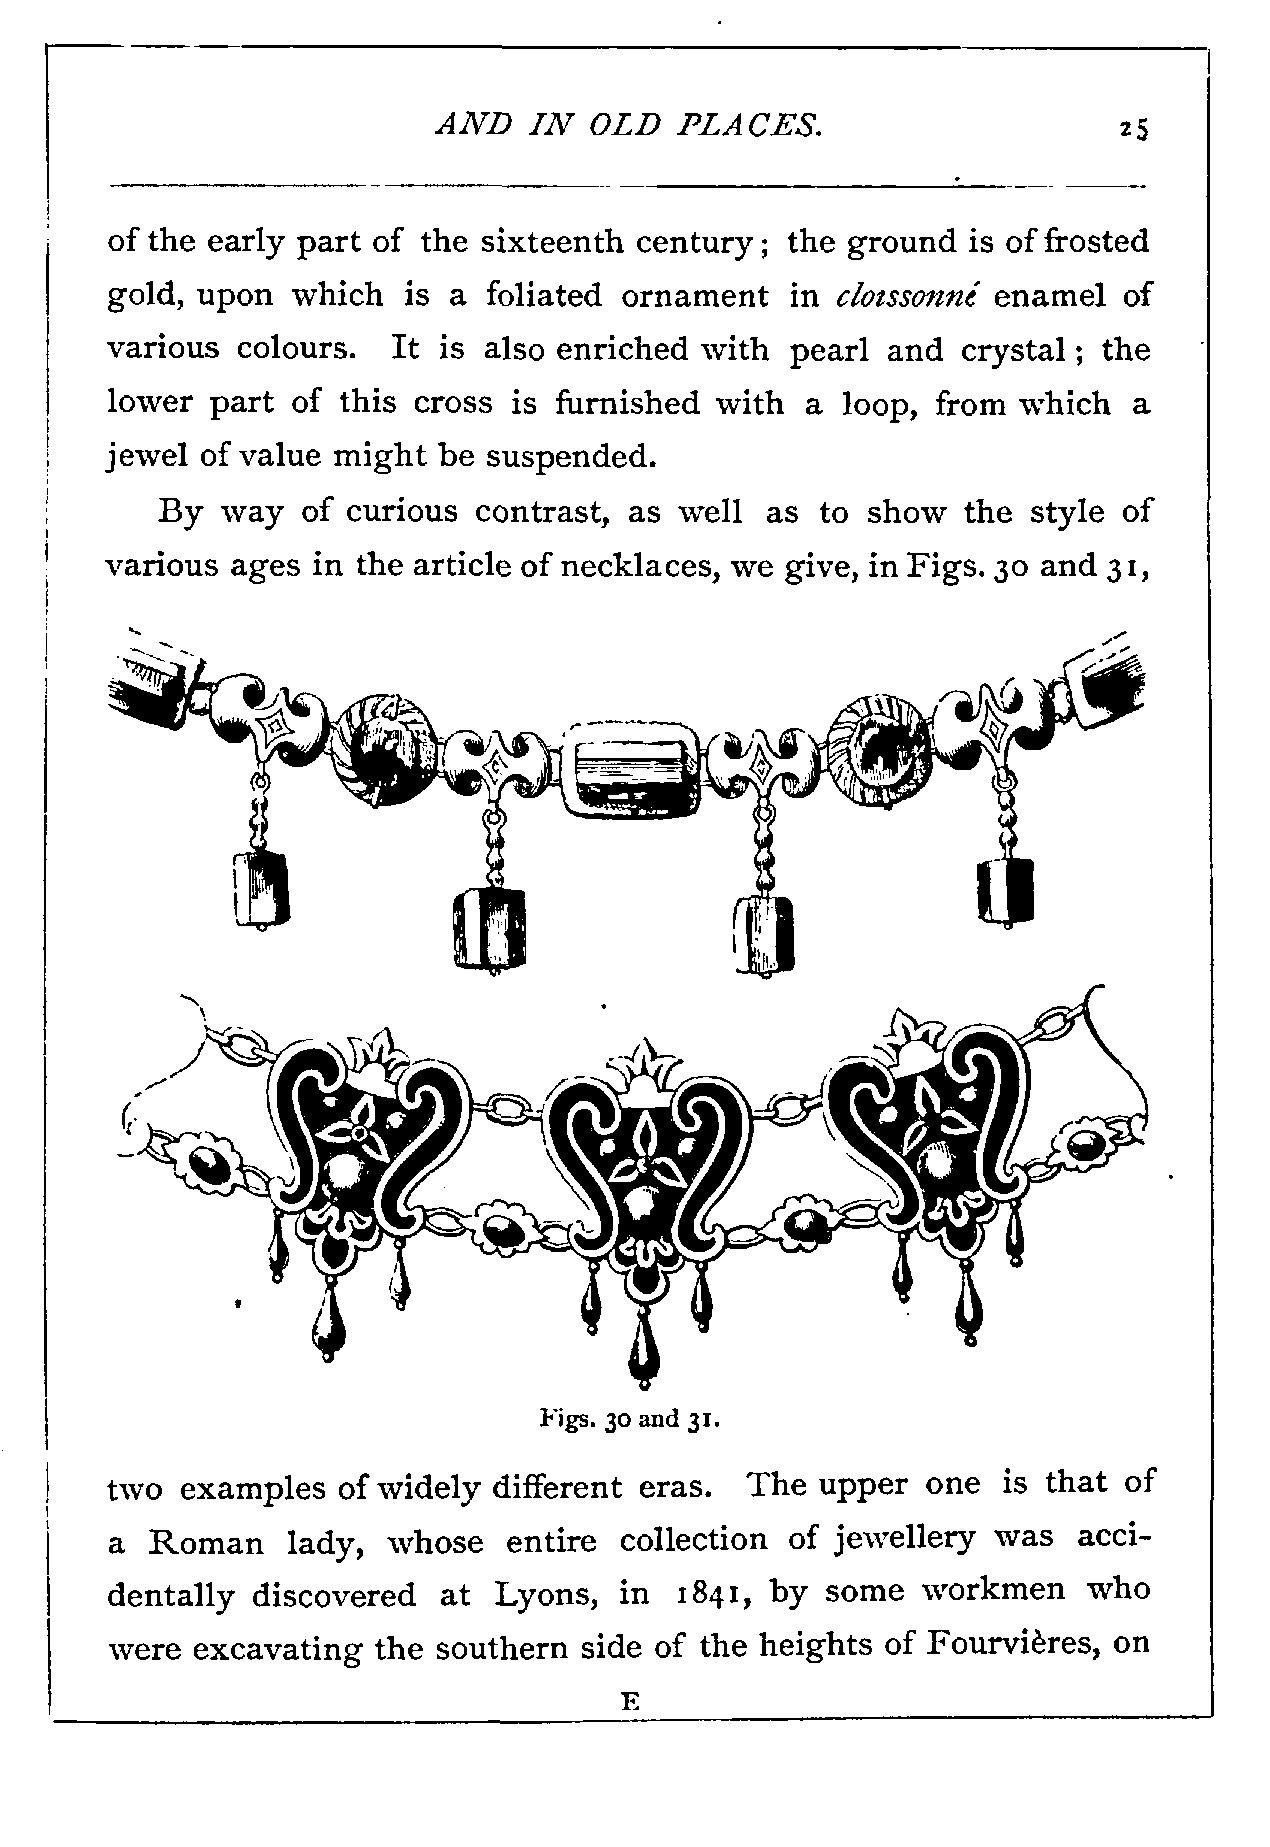 AND IN OLD PLACES. 25
of the early part of the sixteenth century; the ground is of frosted
gold, upon which is a foliated ornament in cloissonné enamel of
various colours. It is also enriched with pearl and crystal; the
lower part of this cross is furnished with a loop, from which a
jewel of value might be suspended.
By way of curious contrast, as well as to show the style of
various ages in the article of necklaces, we give, in Figs. 30 and 31,
Figs. 30 and 31.
two examples of widely different eras. The upper one is that of
a Roman lady, whose entire collection of jewellery was acci-
dentally discovered at Lyons, in 1841, by some workmen who
were excavating the southern side of the heights of Fourvières, on
E